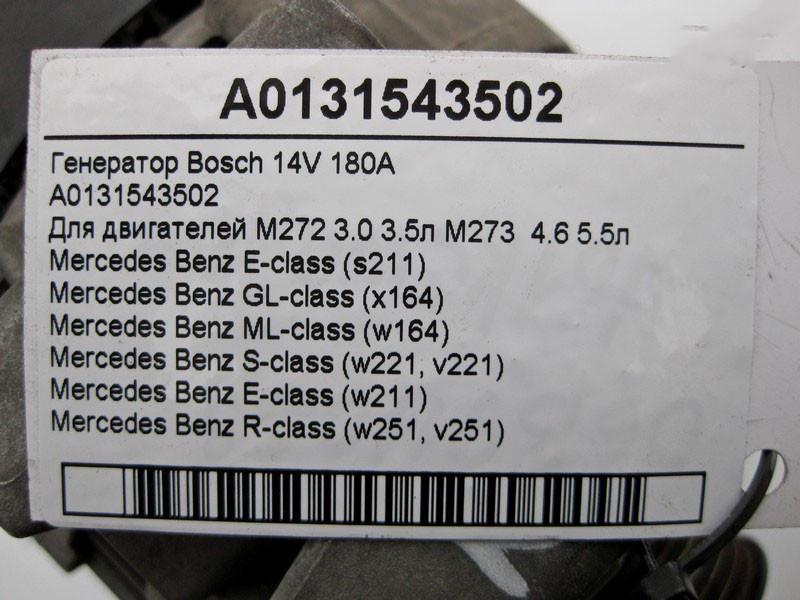 A0131543502
Генератор Bosch 14V 180A
A0131543502
Для двигателей М272 3.0 3.5л М273 4.6 5.5л
Mercedes Benz E-class (s211)
Mercedes Benz GL-class (x164)
Mercedes Benz ML-class (w164)
Mercedes Benz S-class (w221, v221)
Mercedes Benz E-class (w211)
Mercedes Benz R-class (w251, v251)